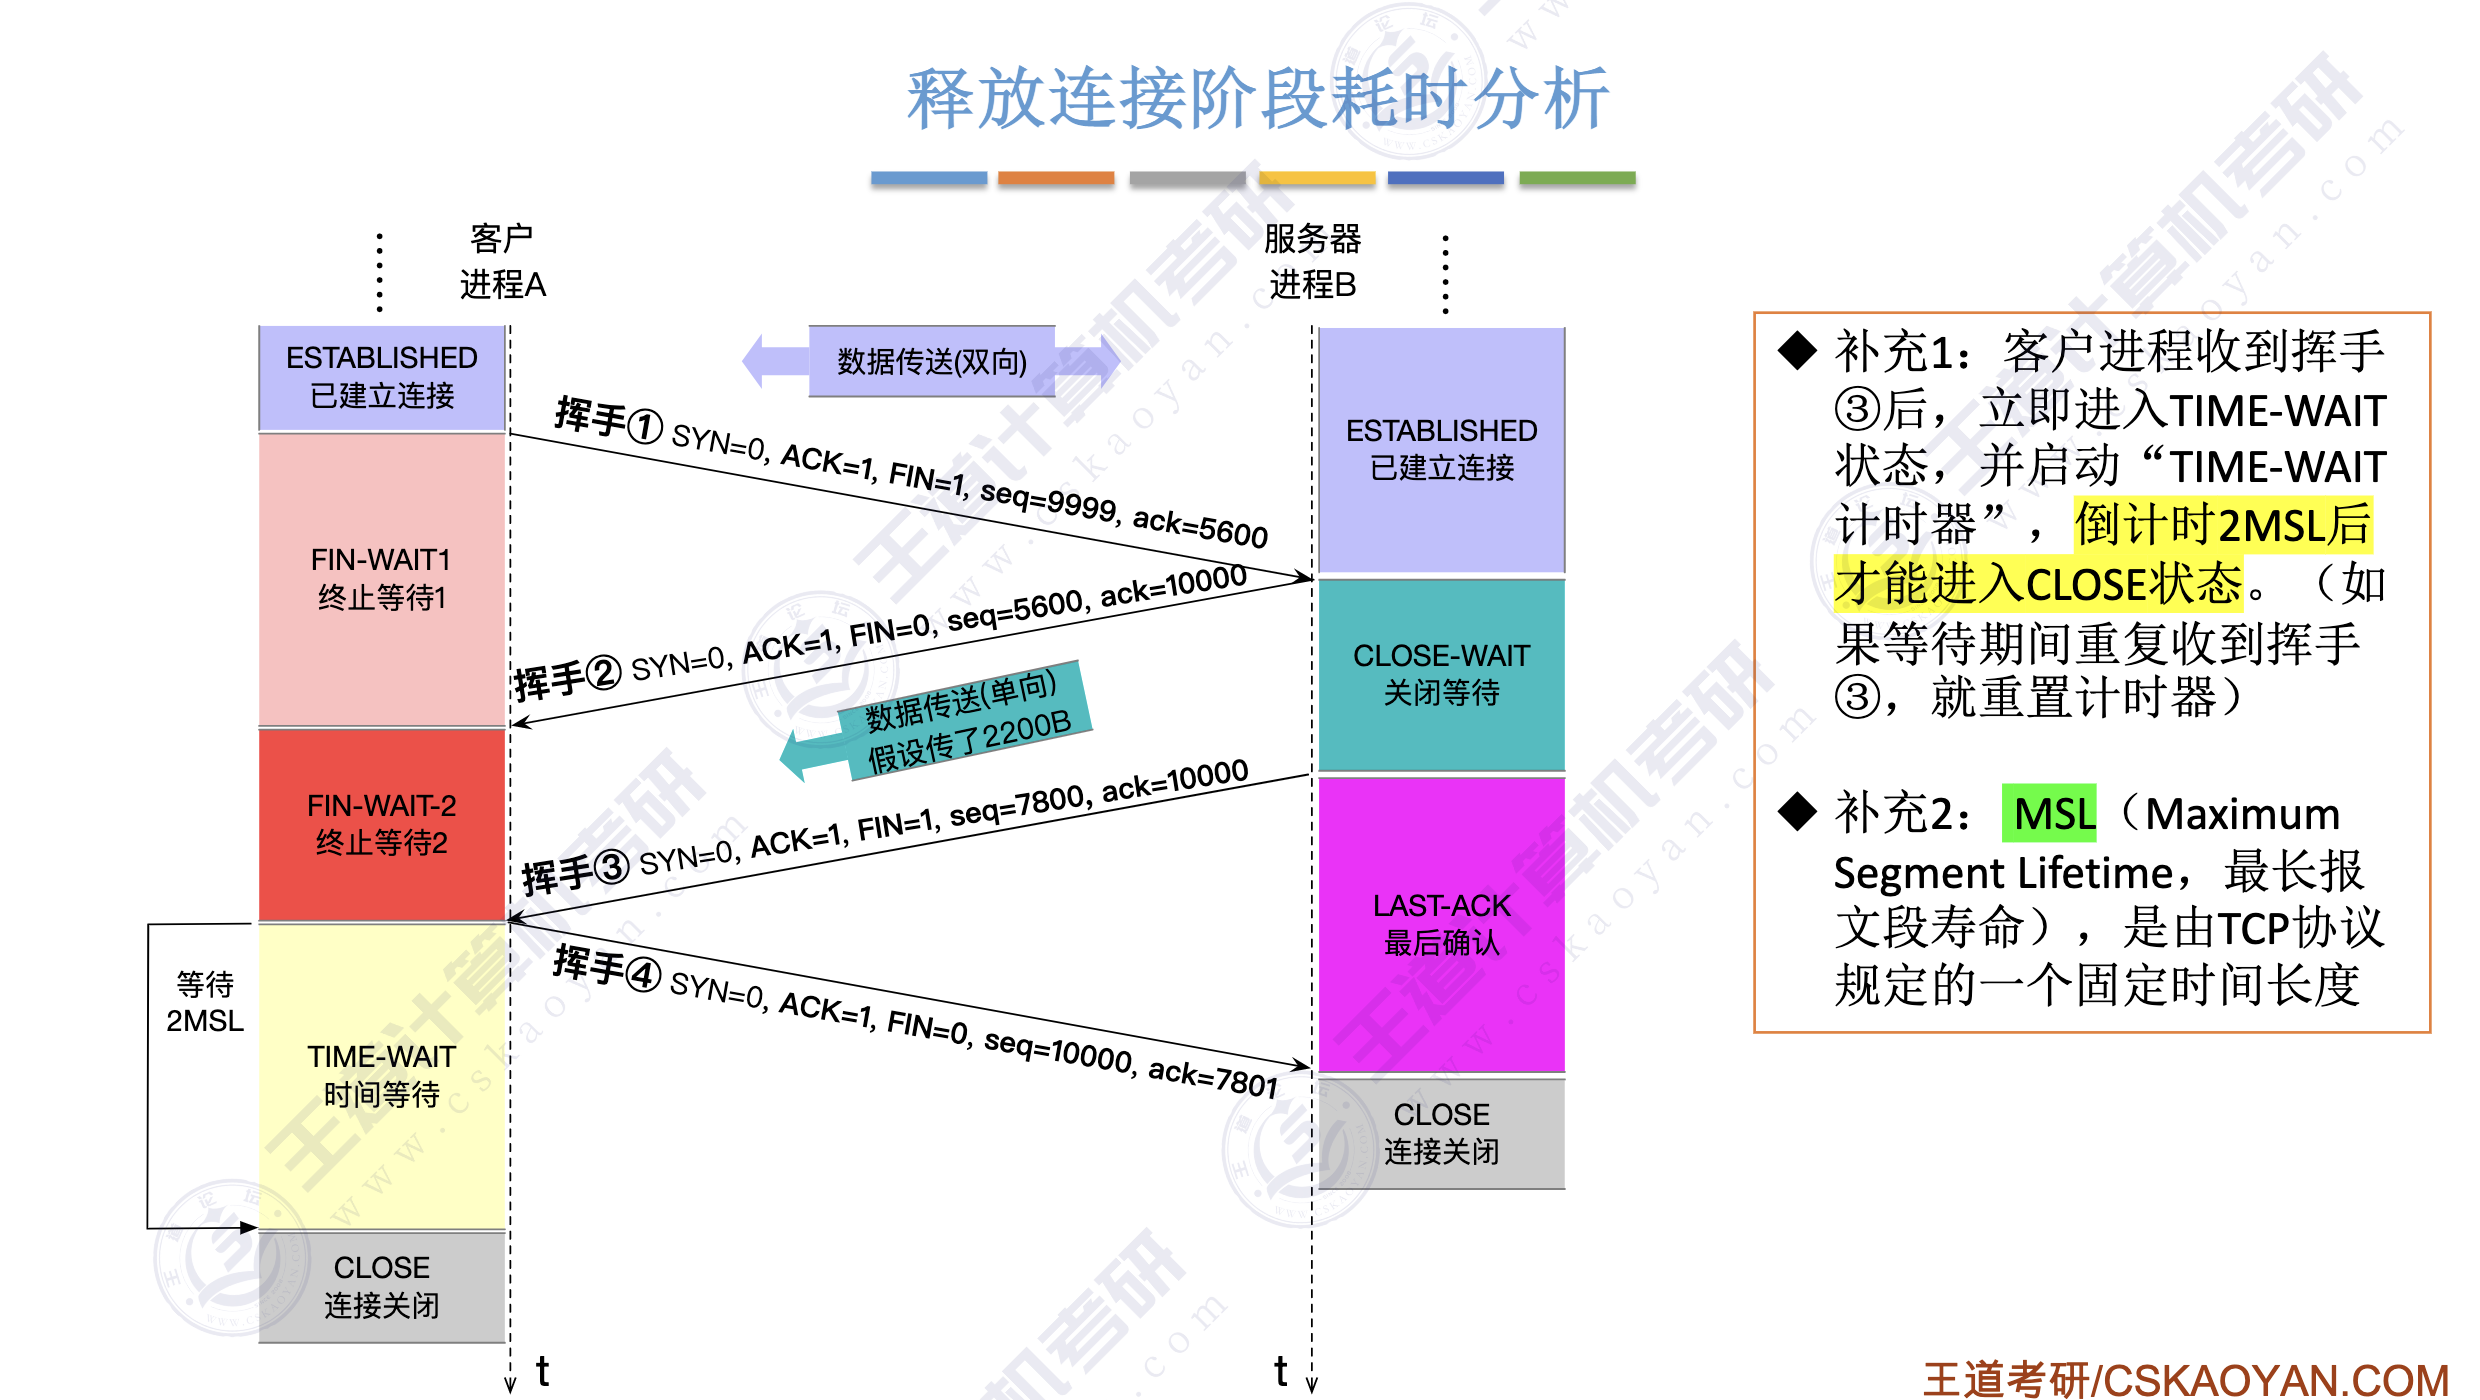 释放连接阶段耗时分析
客户
进程A
服务器
进程B
ESTABLISHED
已建立连接
数据传送(双向)
挥手① SYN=0, ACK=1, FIN=1, seq=9999, ack=5600
ESTABLISHED
已建立连接
FIN-WAIT1
终止等待1
挥手② SYN=0, ACK=1, FIN=0, seq=5600, ack=10000
CLOSE-WAIT
关闭等待
数据传送(单向)
假设传了2200B
FIN-WAIT-2
终止等待2
挥手③ SYN=0, ACK=1, FIN=1, seq=7800, ack=10000
LAST-ACK
最后确认
等待
2MSL
TIME-WAIT
时间等待
挥手④ SYN=0, ACK=1, FIN=0, seq=10000, ack=7801
CLOSE
连接关闭
CLOSE
连接关闭
t
t
◆ 补充1：客户进程收到挥手
③后，立即进入TIME-WAIT
状态，并启动“TIME-WAIT
计时器”，倒计时2MSL后
才能进入CLOSE状态。（如
果等待期间重复收到挥手
③，就重置计时器）
◆ 补充2：MSL（Maximum
Segment Lifetime，最长报
文段寿命），是由TCP协议
规定的一个固定时间长度
王道考研/CSKAOYAN.COM
王道计算机考研
www.cskaoyan.com